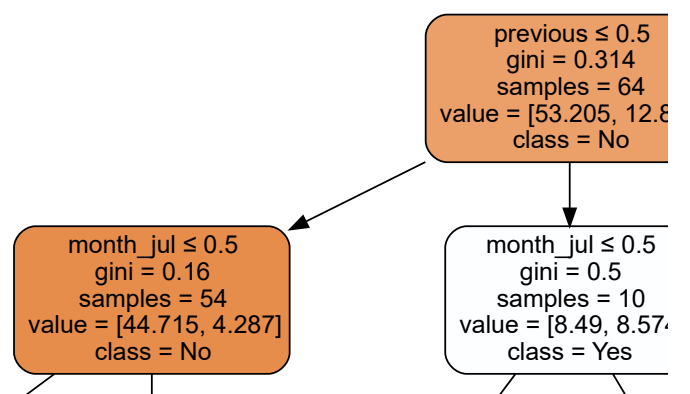 previous ≤ 0.5
gini = 0.314
samples = 64
value = [53.205, 12.8
class = No
month_jul ≤ 0.5
gini = 0.16
samples = 54
value = [44.715, 4.287]
class = No
month_jul ≤ 0.5
gini = 0.5
samples = 10
value = [8.49, 8.574
class = Yes